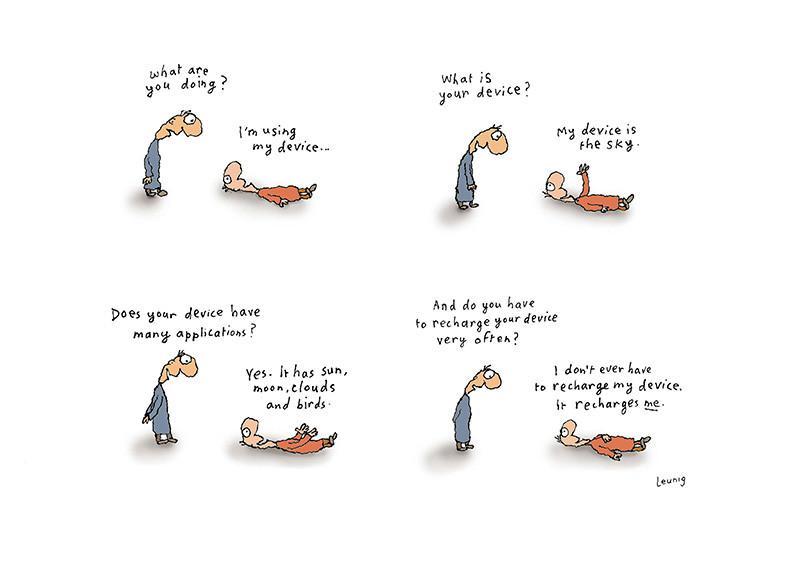 What are
you doing?
I'm using
my device...
What is
your device?
My device is
the sky.
Does your device have
many applications?
Yes. It has sun,
moon, clouds
and birds.
And do you have
to recharge your device
very often?
I don't ever have
to recharge my device.
It recharges me.
Leunig